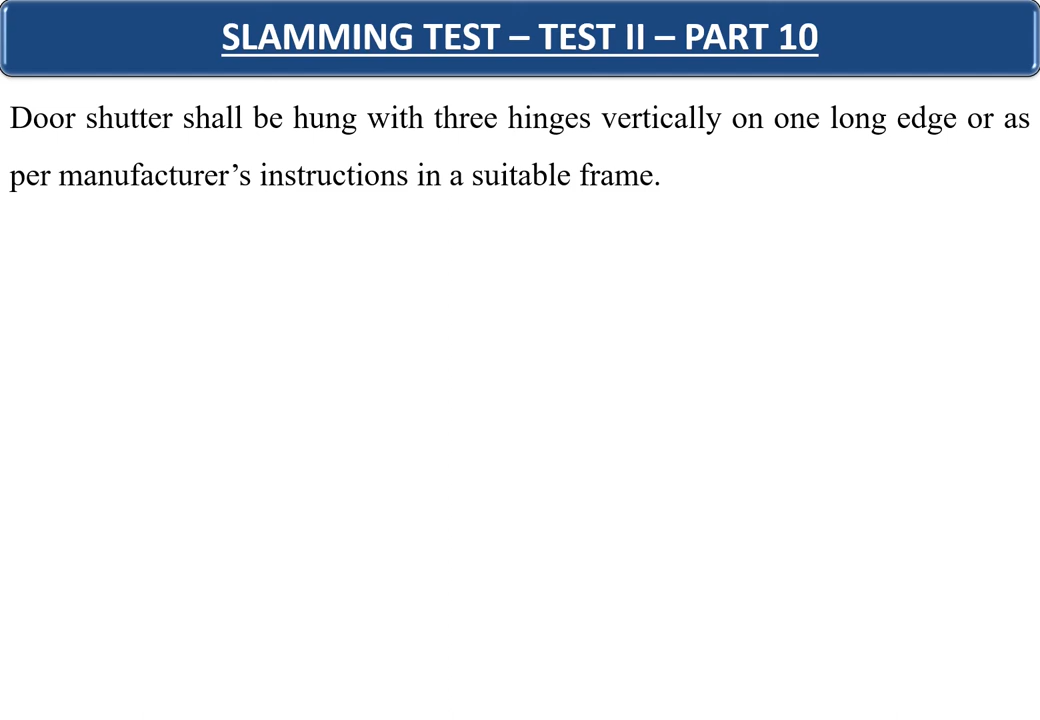 SLAMMING TEST – TEST II – PART 10
Door shutter shall be hung with three hinges vertically on one long edge or as
per manufacturer’s instructions in a suitable frame.